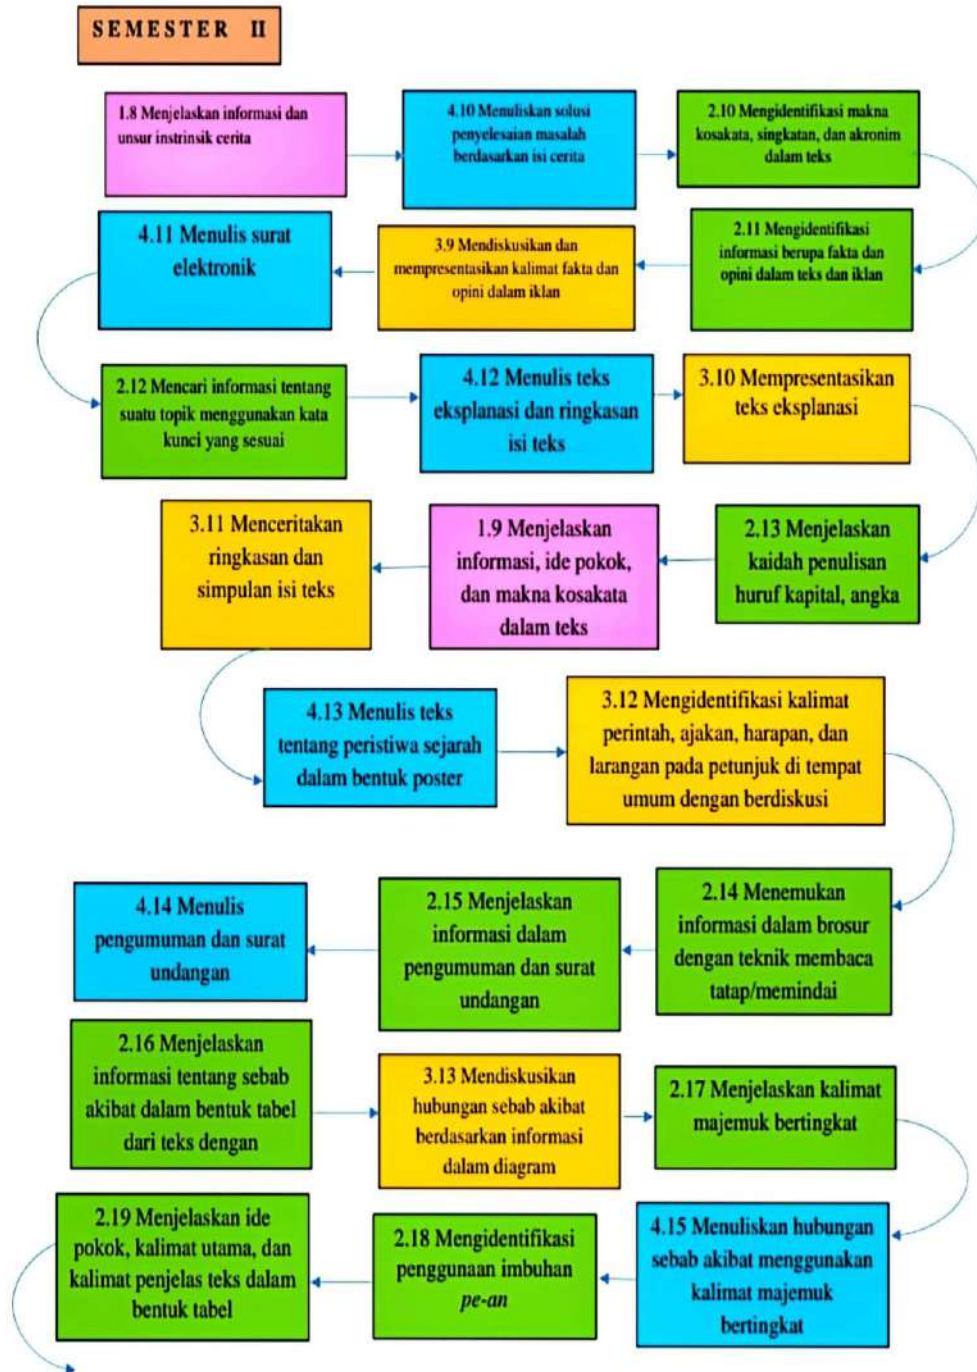 SEMESTER II
1.8 Menjelaskan informasi dan
unsur instrinsik cerita
4.10 Menuliskan solusi
penyelesaian masalah
berdasarkan isi cerita
2.10 Mengidentifikasi makna
kosakata, singkatan, dan akronim
dalam teks
2.11 Mengidentifikasi
informasi berupa fakta dan
opini dalam teks dan iklan
3.9 Mendiskusikan dan
mempresentasikan kalimat fakta dan
opini dalam iklan
4.11 Menulis surat
elektronik
2.12 Mencari informasi tentang
suatu topik menggunakan kata
kunci yang sesuai
4.12 Menulis teks
eksplanasi dan ringkasan
isi teks
3.10 Mempresentasikan
teks eksplanasi
2.13 Menjelaskan
kaidah penulisan
huruf kapital, angka
1.9 Menjelaskan
informasi, ide pokok,
dan makna kosakata
dalam teks
3.11 Menceritakan
ringkasan dan
simpulan isi teks
4.13 Menulis teks
tentang peristiwa sejarah
dalam bentuk poster
3.12 Mengidentifikasi kalimat
perintah, ajakan, harapan, dan
larangan pada petunjuk di tempat
umum dengan berdiskusi
2.14 Menemukan
informasi dalam brosur
dengan teknik membaca
tatap/memindai
2.15 Menjelaskan
informasi dalam
pengumuman dan surat
undangan
4.14 Menulis
pengumuman dan surat
undangan
2.16 Menjelaskan
informasi tentang sebab
akibat dalam bentuk tabel
dari teks dengan
3.13 Mendiskusikan
hubungan sebab akibat
berdasarkan informasi
dalam diagram
2.17 Menjelaskan kalimat
majemuk bertingkat
4.15 Menuliskan hubungan
sebab akibat menggunakan
kalimat majemuk
bertingkat
2.18 Mengidentifikasi
penggunaan imbuhan
pe-an
2.19 Menjelaskan ide
pokok, kalimat utama, dan
kalimat penjelas teks dalam
bentuk tabel